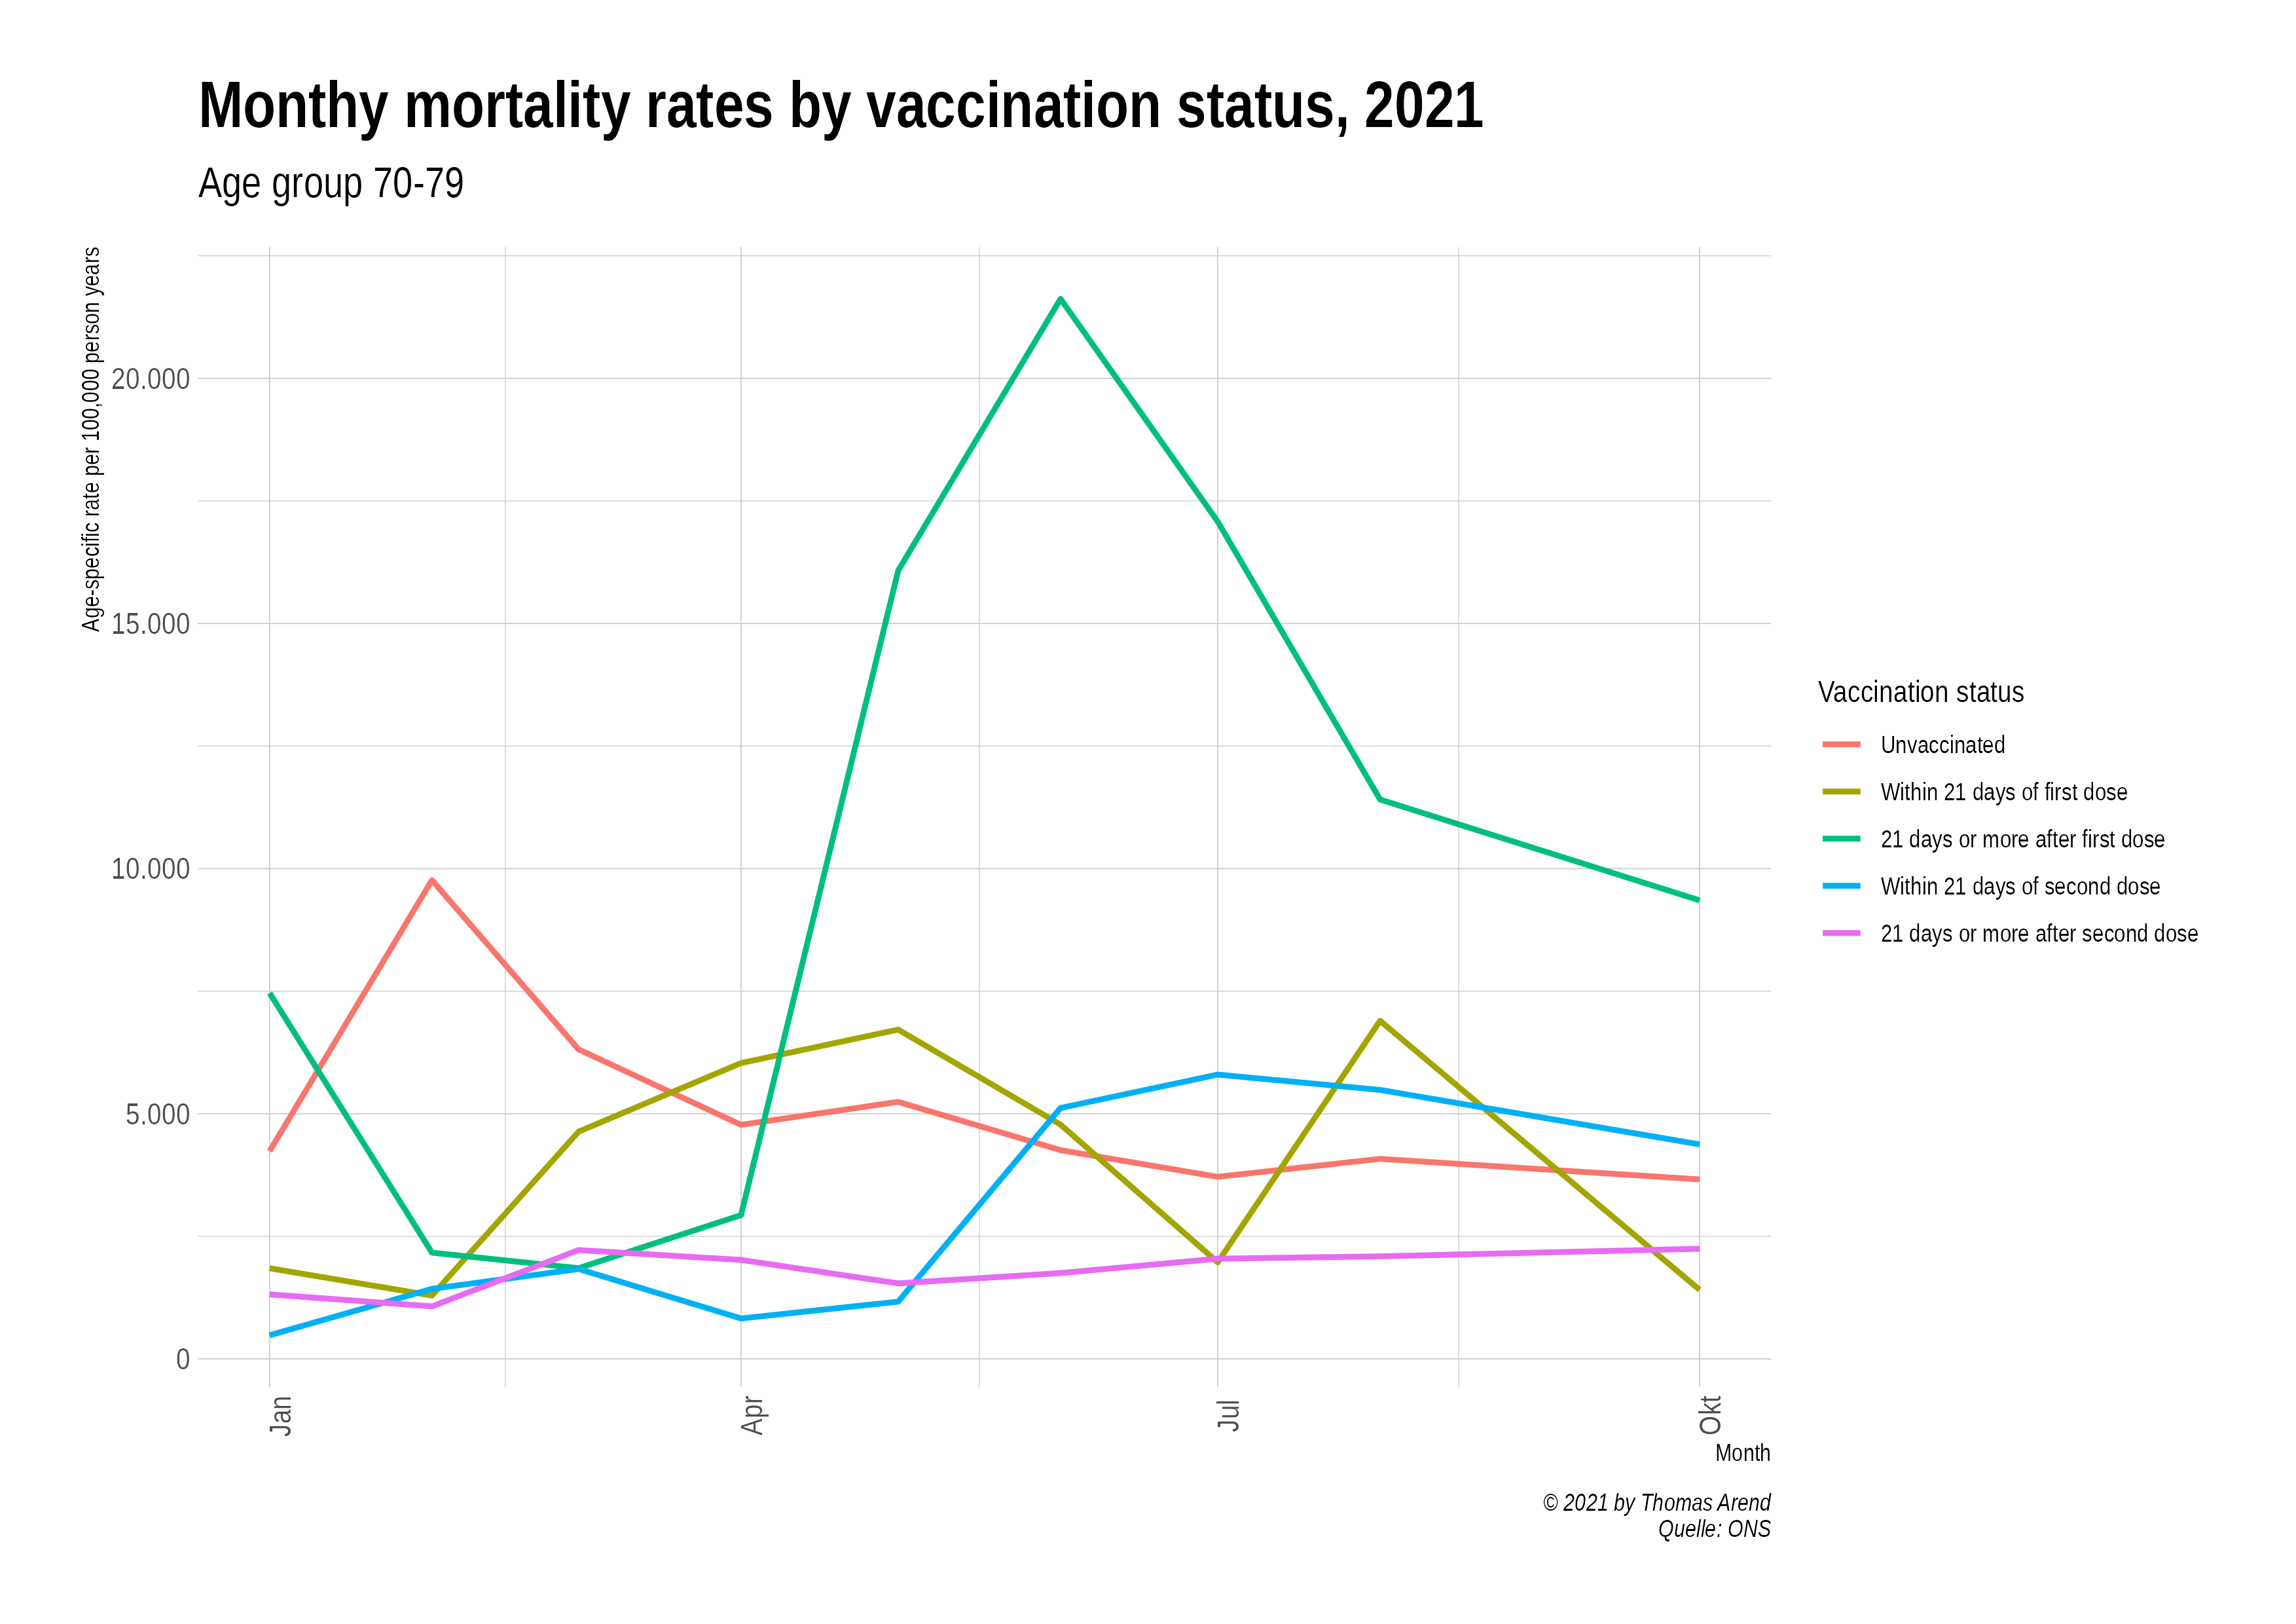 Monthy mortality rates by vaccination status, 2021
Age group 70-79
Age-specific rate per 100,000 person years
20.000
15.000
10.000
5.000
0
Jan
Apr
Jul
Okt
Month
Vaccination status
Unvaccinated
Within 21 days of first dose
21 days or more after first dose
Within 21 days of second dose
21 days or more after second dose
© 2021 by Thomas Arend
Quelle: ONS